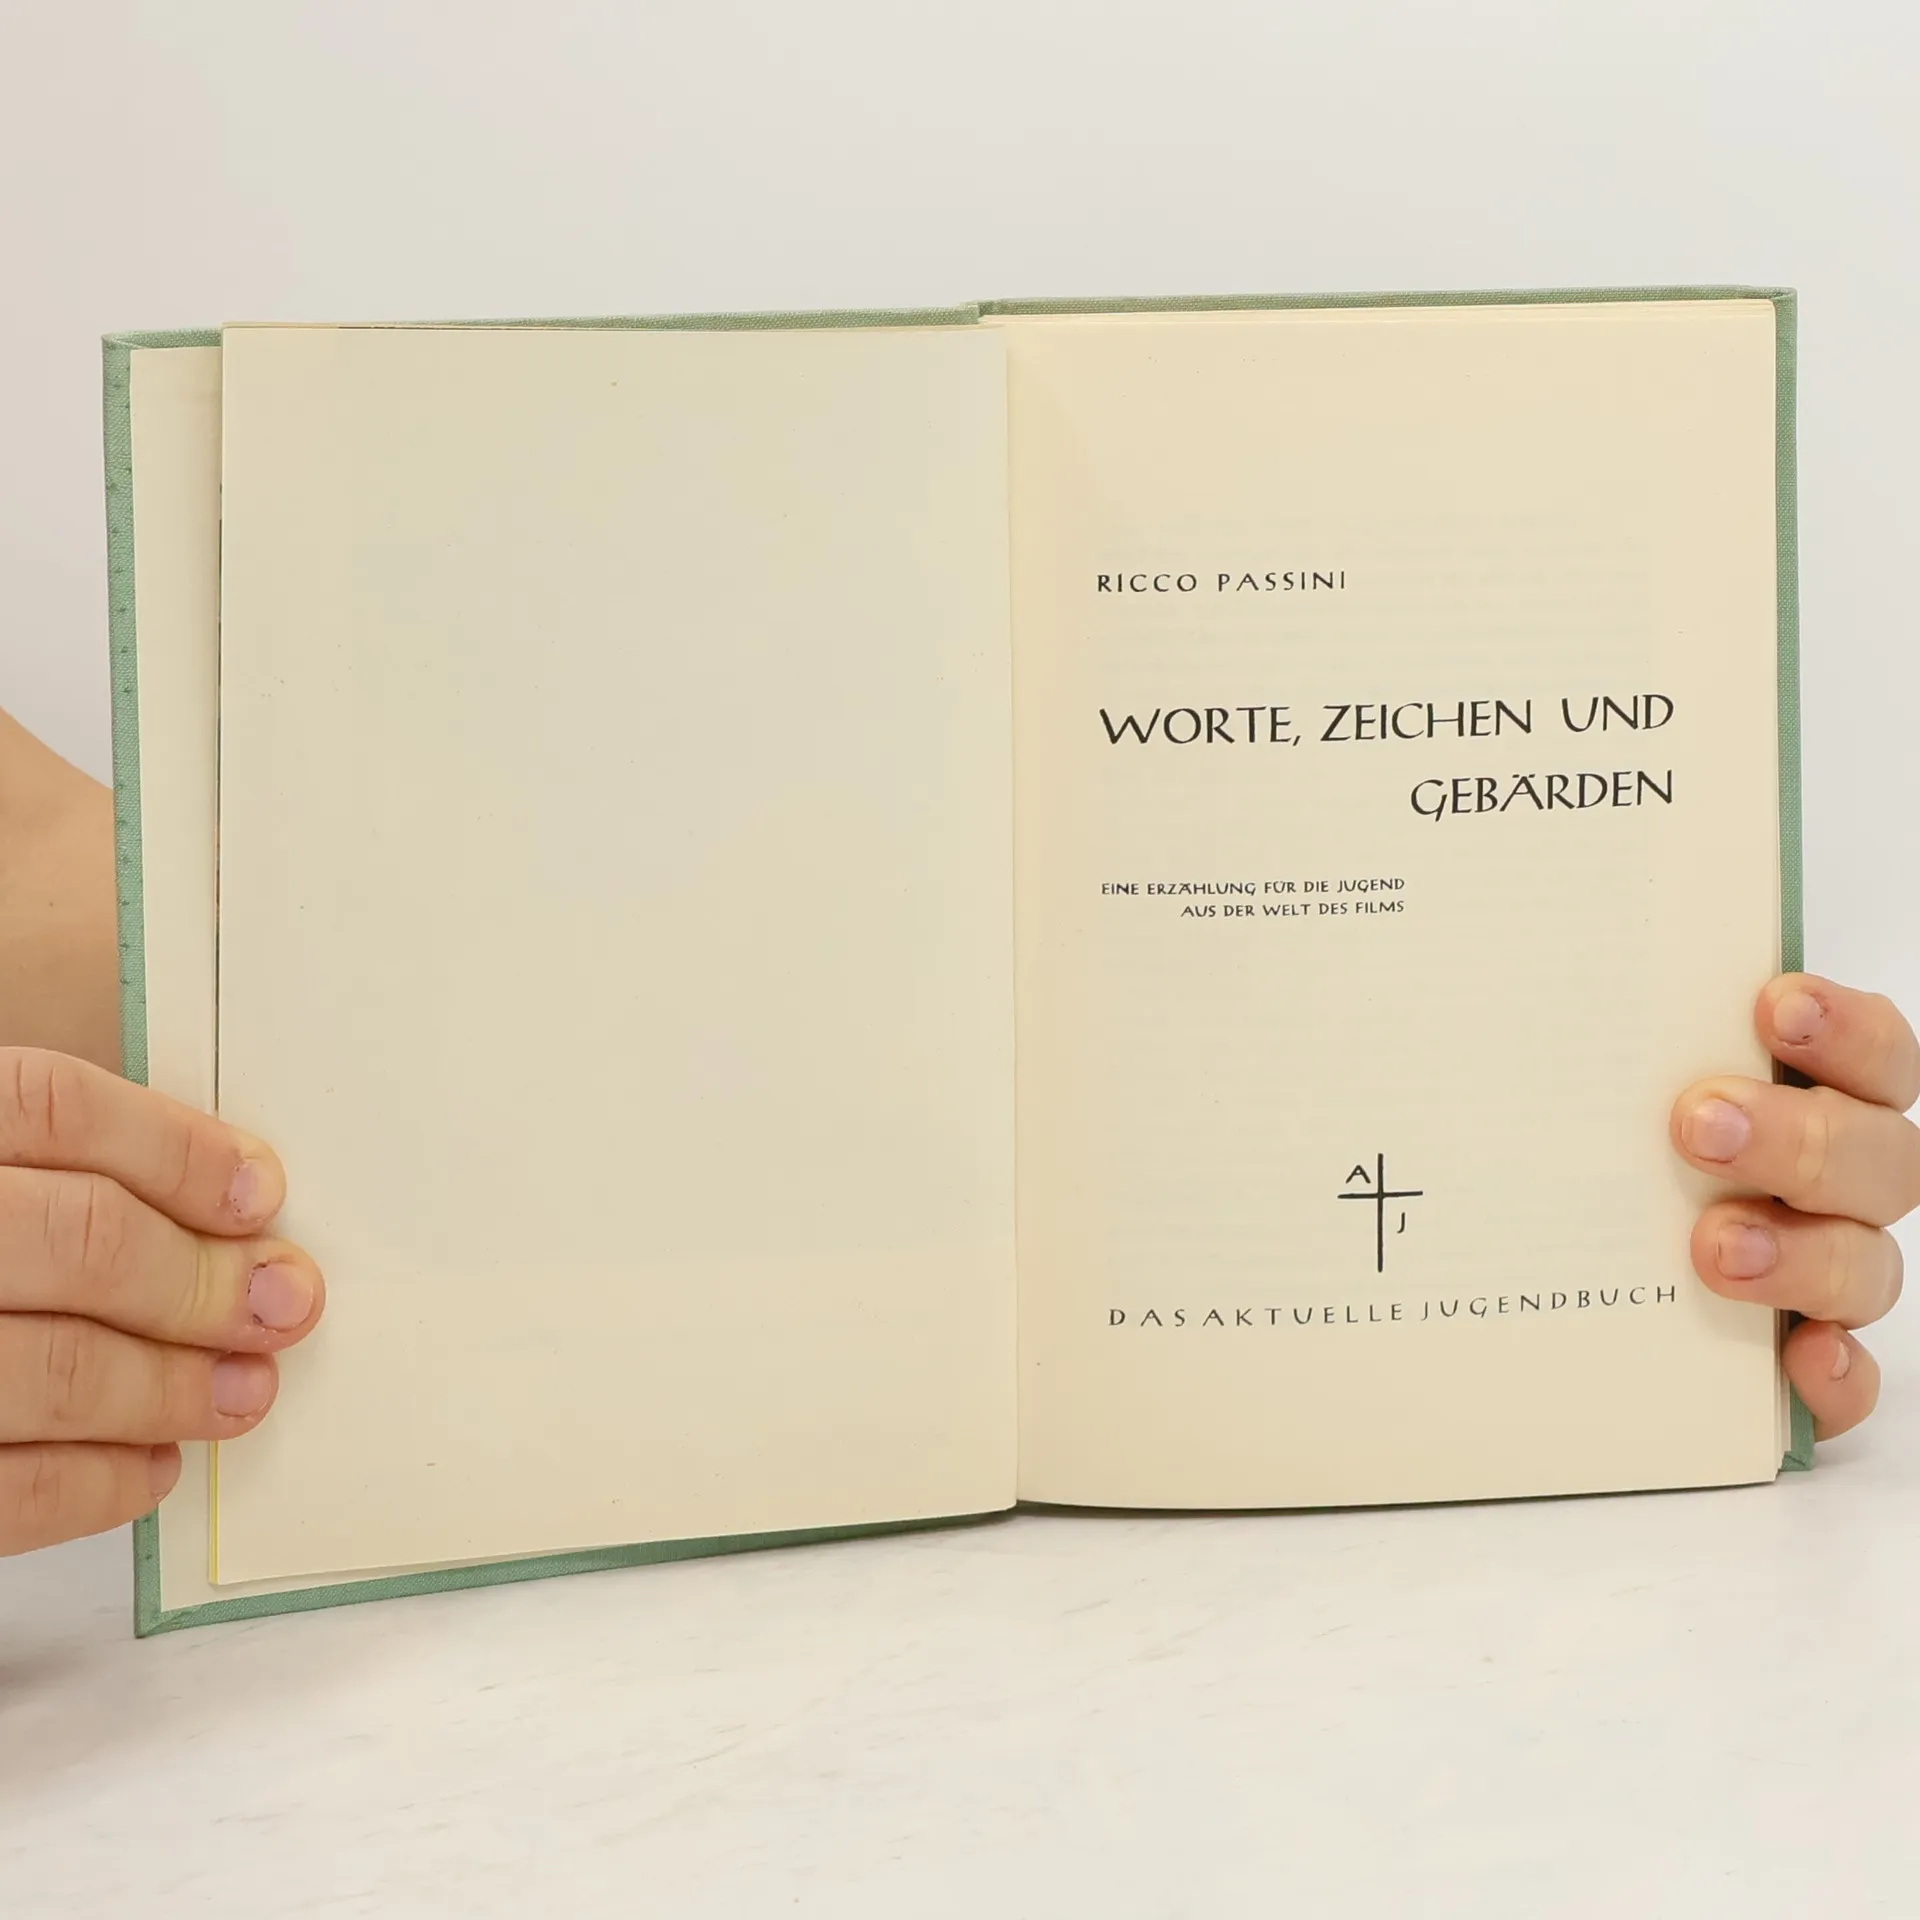 RICCO PASSINI
WORTE, ZEICHEN UND
GEBÄRDEN
EINE ERZÄHLUNG FÜR DIE JUGEND
AUS DER WELT DES FILMS
A
J
DAS AKTUELLE JUGENDBUCH